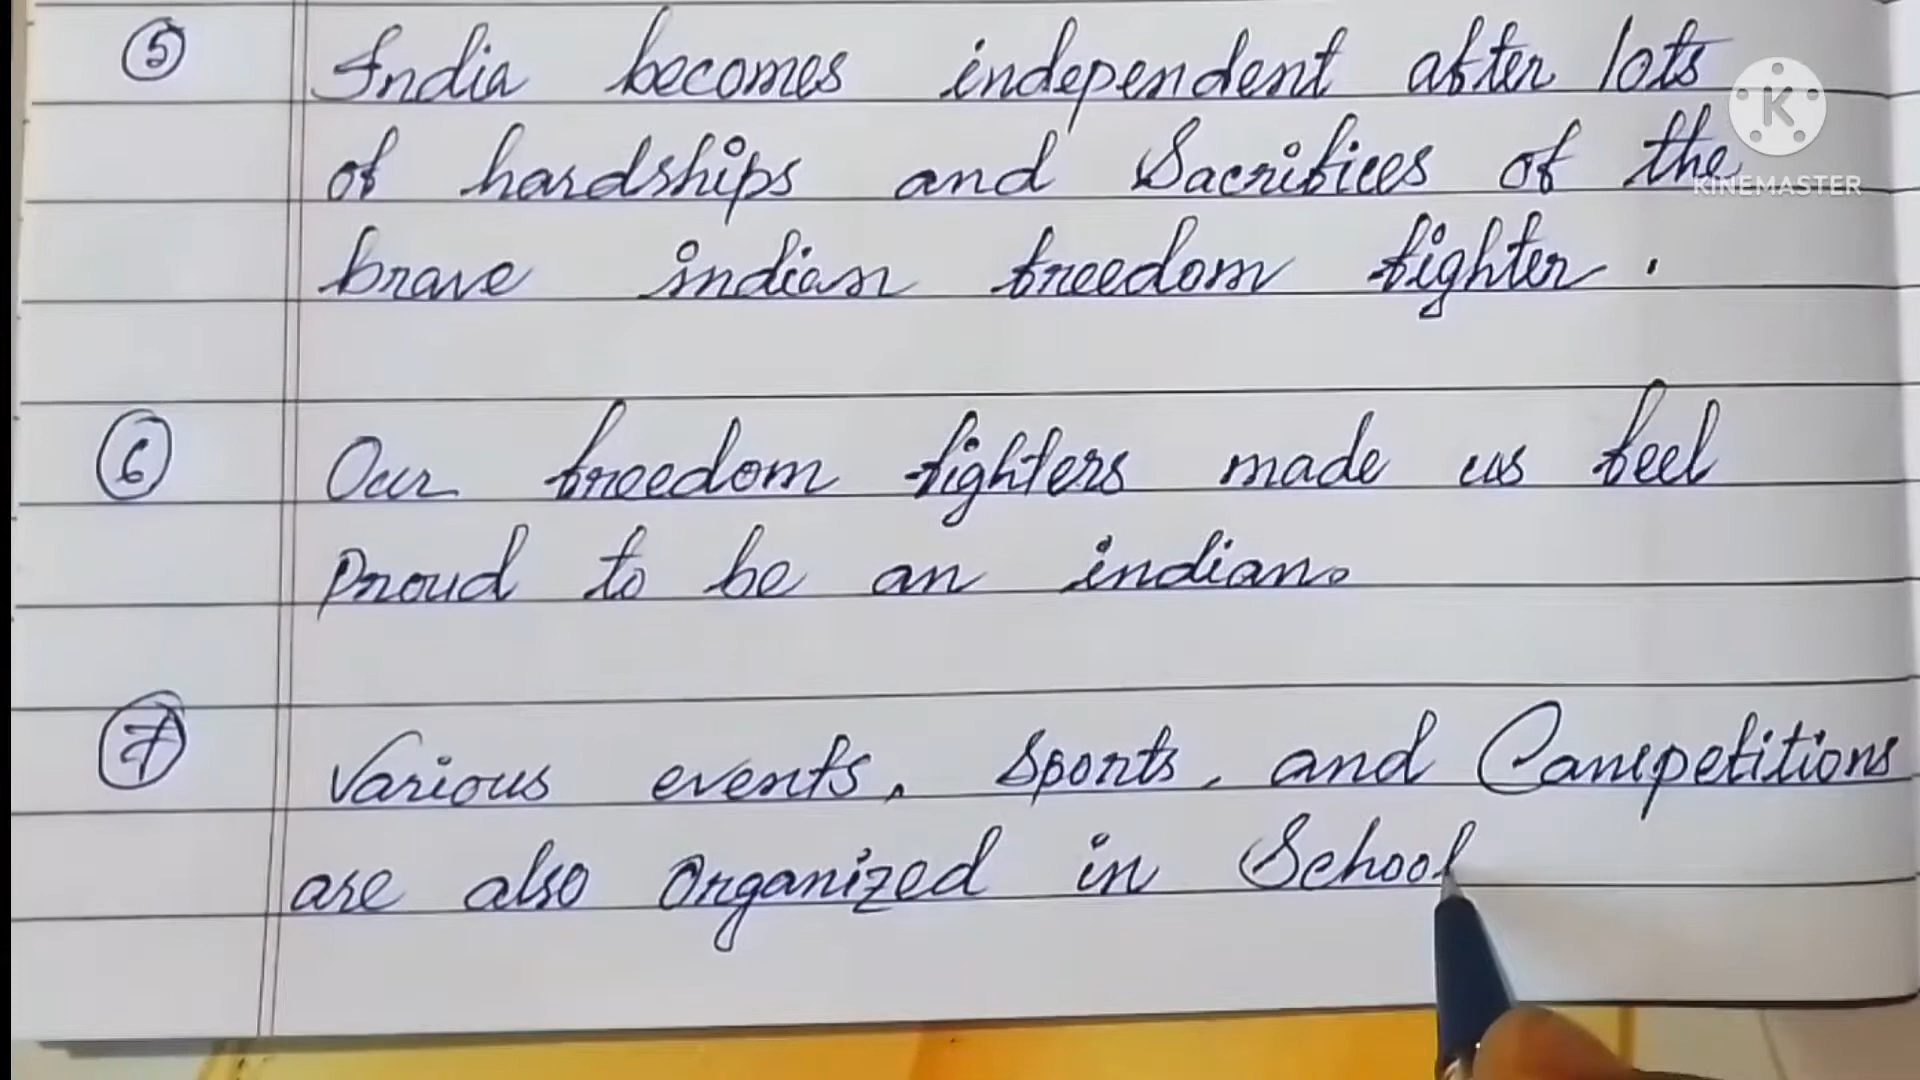 5 India becomes independent after lots
of hardships and Sacrifices of the
brave indian freedom fighter.
6 Our freedom fighters made us feel
Proud to be an indian.
7 Various events, Sports, and Competitions
are also Organized in School
K
KINEMASTER